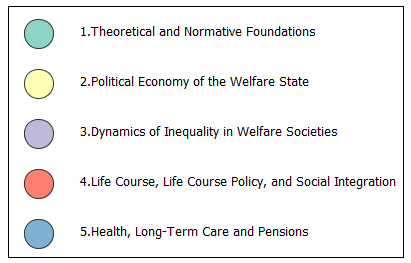 1.Theoretical and Normative Foundations
2.Political Economy of the Welfare State
3.Dynamics of Inequality in Welfare Societies
4.Life Course, Life Course Policy, and Social Integration
5.Health, Long-Term Care and Pensions